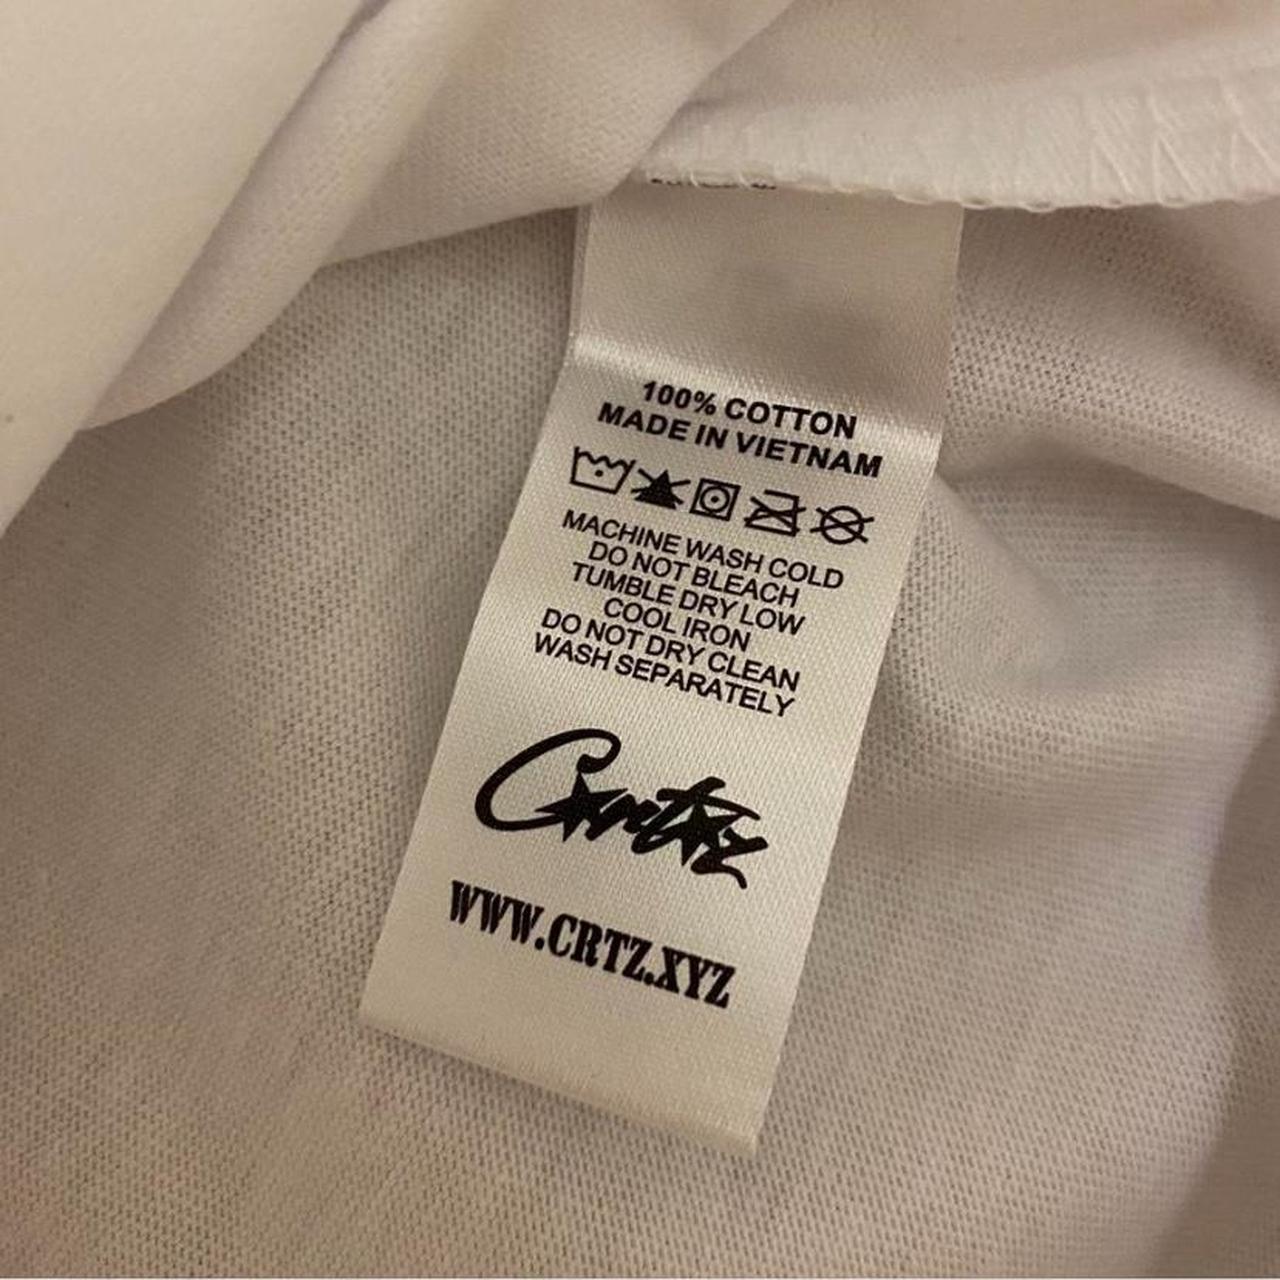 100% COTTON
MADE IN VIETNAM
MACHINE WASH COLD
DO NOT BLEACH
TUMBLE DRY LOW
COOL IRON
DO NOT DRY CLEAN
WASH SEPARATELY
Crtz
WWW.CRTZ.XYZ